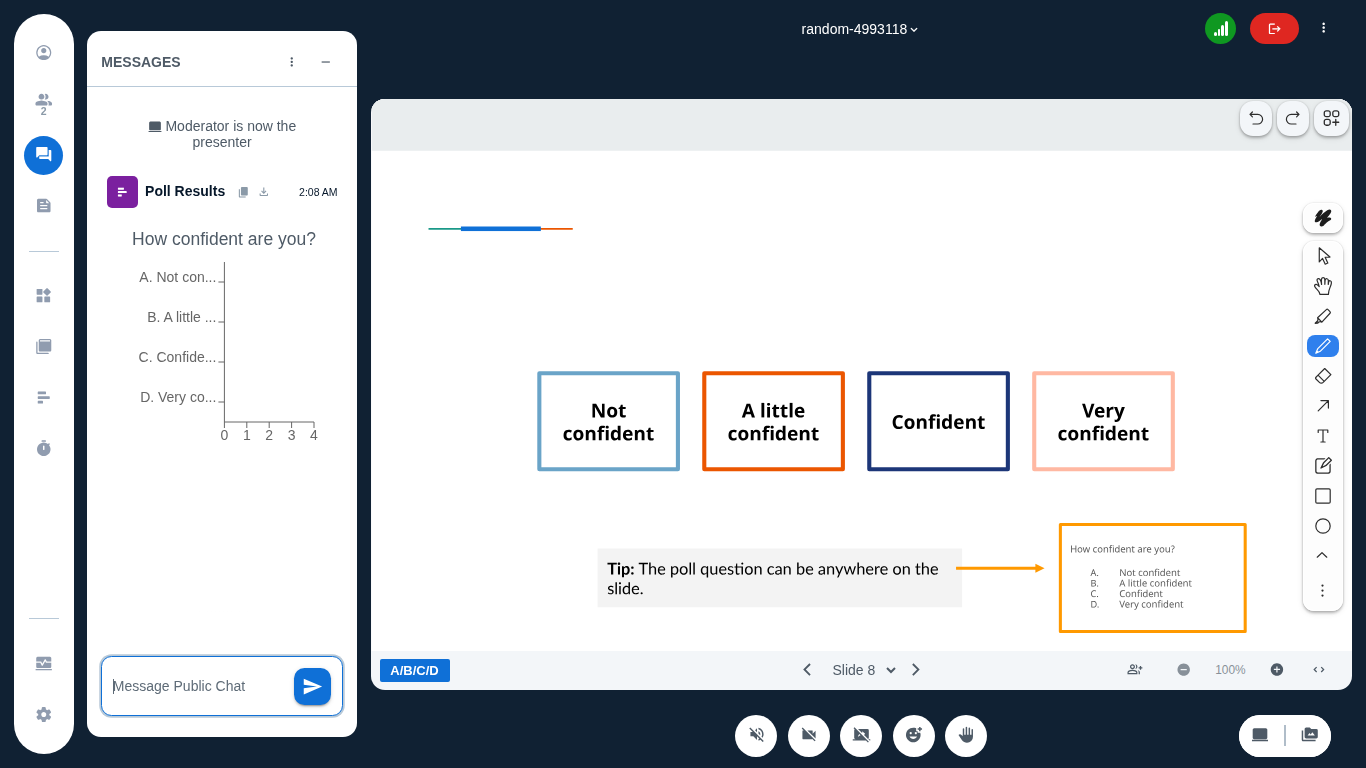 random-4993118
2
MESSAGES
Moderator is now the
presenter
Poll Results
2:08 AM
How confident are you?
A. Not con...
B. A little ...
C. Confide...
D. Very co...
0 1 2 3 4
Message Public Chat
Not
confident
A little
confident
Confident
Very
confident
Tip: The poll question can be anywhere on the
slide.
How confident are you?
A. Not confident
B. A little confident
C. Confident
D. Very confident
A/B/C/D
Slide 8
100%